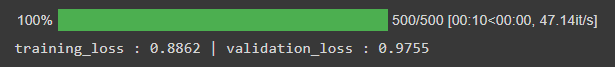 100% 500/500 [00:10<00:00, 47.14it/s]
training_loss : 0.8862 | validation_loss : 0.9755